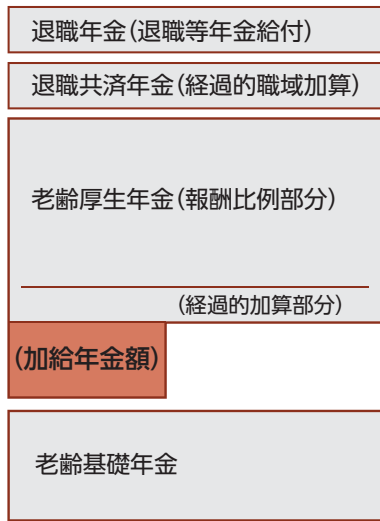 退職年金(退職等年金給付)
退職共済年金(経過的職域加算)
老齢厚生年金(報酬比例部分)
(経過的加算部分)
(加給年金額)
老齢基礎年金